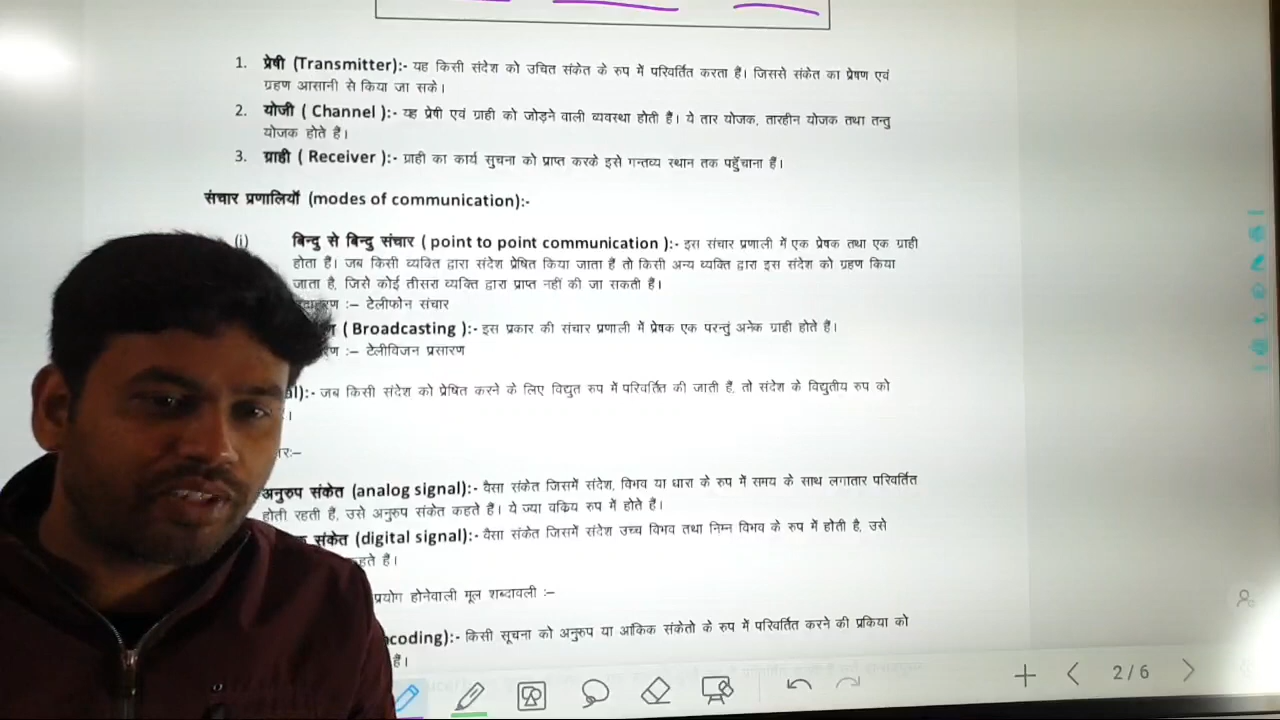 1. प्रेषी (Transmitter):- यह किसी संदेश को उचित संकेत के रुप में परिवर्तित करता है। जिससे संकेत का प्रेषण एवं
ग्रहण आसानी से किया जा सके।
2. योजी ( Channel ):- यह प्रेषी एवं ग्राही को जोड़ने वाली व्यवस्था होती है। ये तार योजक, तारहीन योजक तथा तन्तु
योजक होते है।
3. ग्राही ( Receiver ):- ग्राही का कार्य सुचना को प्राप्त करके इसे गन्तव्य स्थान तक पहुँचाना है।
संचार प्रणालियाँ (modes of communication):-
(i) बिन्दु से बिन्दु संचार ( point to point communication ):- इस संचार प्रणाली में एक प्रेषक तथा एक ग्राही
होता है। जब किसी व्यक्ति द्वारा संदेश प्रेषित किया जाता है तो किसी अन्य व्यक्ति द्वारा इस संदेश को ग्रहण किया
जाता है, जिसे कोई तीसरा व्यक्ति द्वारा प्राप्त नहीं की जा सकती है।
:– टेलीफोन संचार
( Broadcasting ):- इस प्रकार की संचार प्रणाली में प्रेषक एक परन्तुं अनेक ग्राही होते है।
:– टेलीविजन प्रसारण
:- जब किसी संदेश को प्रेषित करने के लिए विद्युत रुप में परिवर्तित की जाती है, तो संदेश के विद्युतीय रुप को
अनुरुप संकेत (analog signal):- वैसा संकेत जिसमें संदेश, विभव या धारा के रुप में समय के साथ लगातार परिवर्तित
होती रहती है, उसे अनुरुप संकेत कहते है। ये ज्या वक्रिय रुप में होते है।
संकेत (digital signal):- वैसा संकेत जिसमें संदेश उच्च विभव तथा निम्न विभव के रुप में होती है, उसे
है।
प्रयोग होनेवाली मूल शब्दावली :–
coding):- किसी सूचना को अनुरुप या आंकिक संकेतो के रुप में परिवर्तित करने की प्रकिया को
है।
2/6